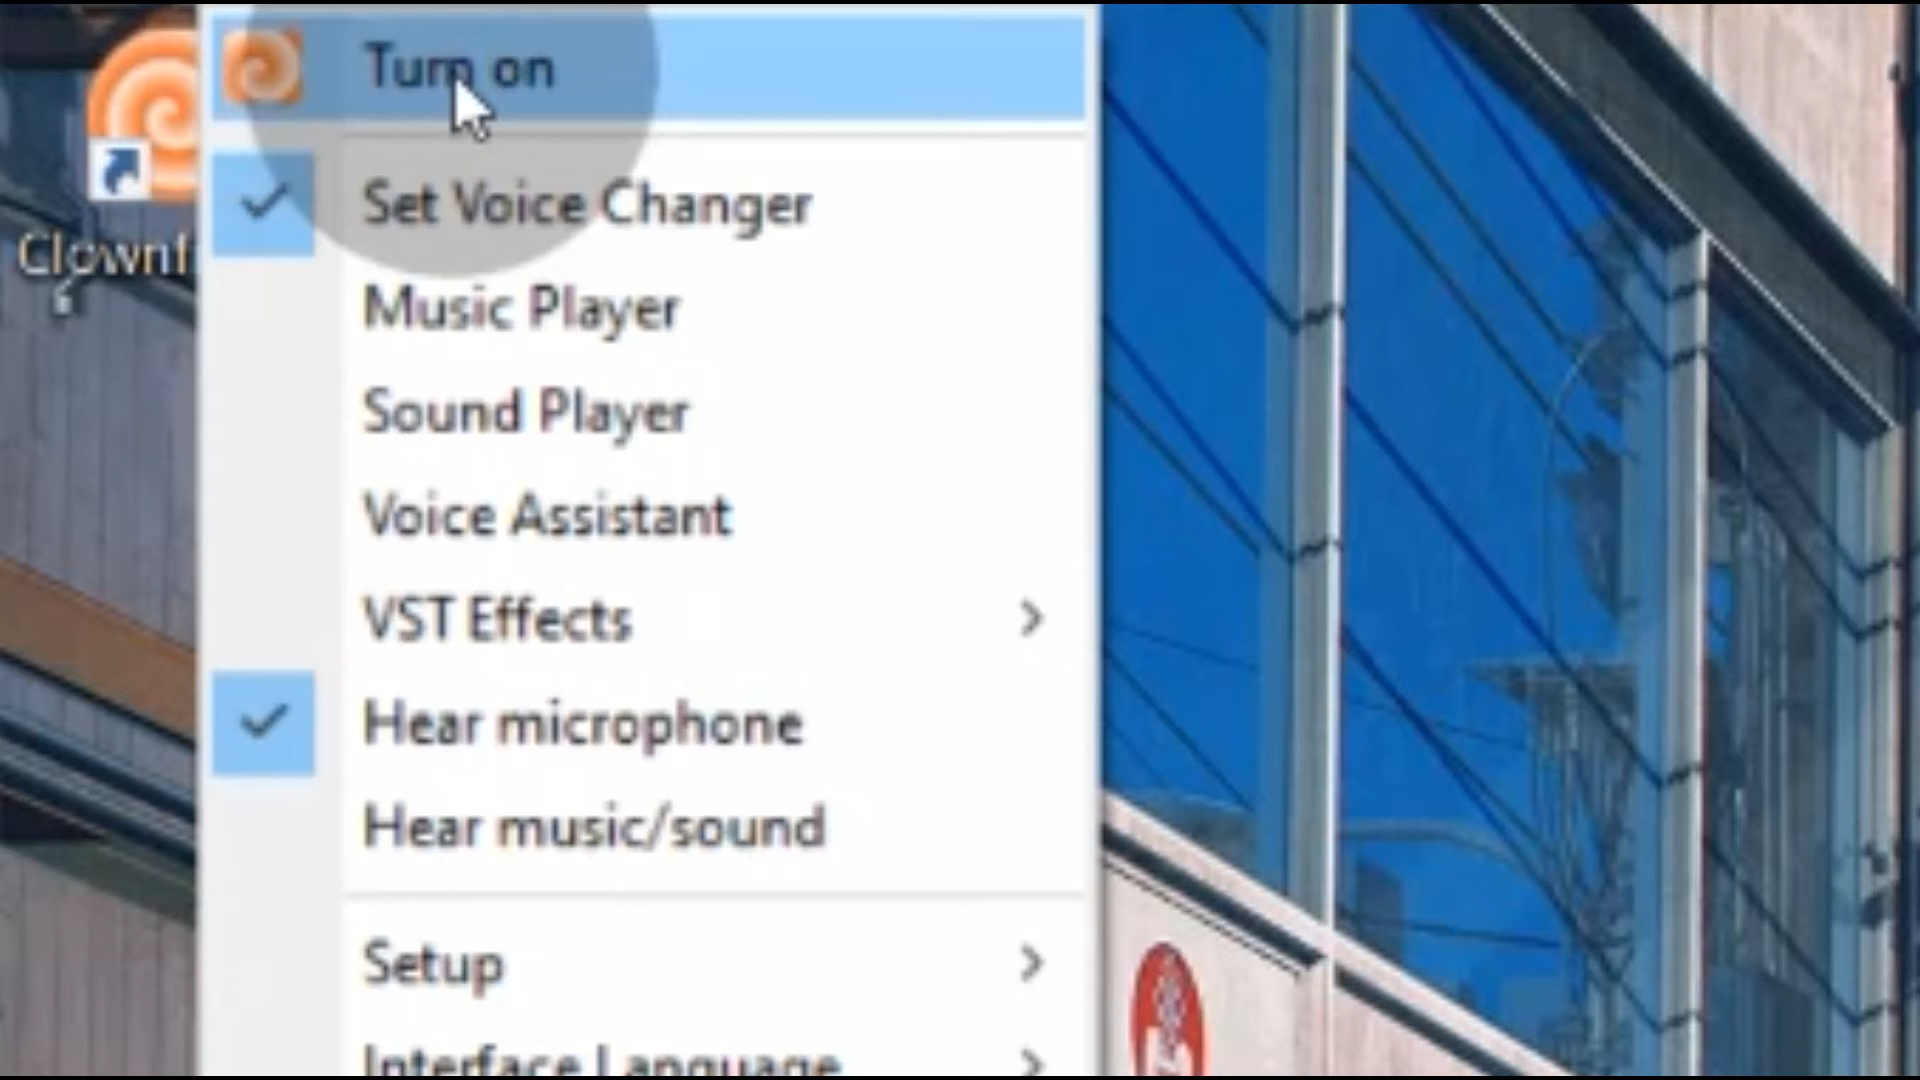 Turn on
Set Voice Changer
Clownf
Music Player
Sound Player
Voice Assistant
VST Effects
Hear microphone
Hear music/sound
Setup
Interface Language